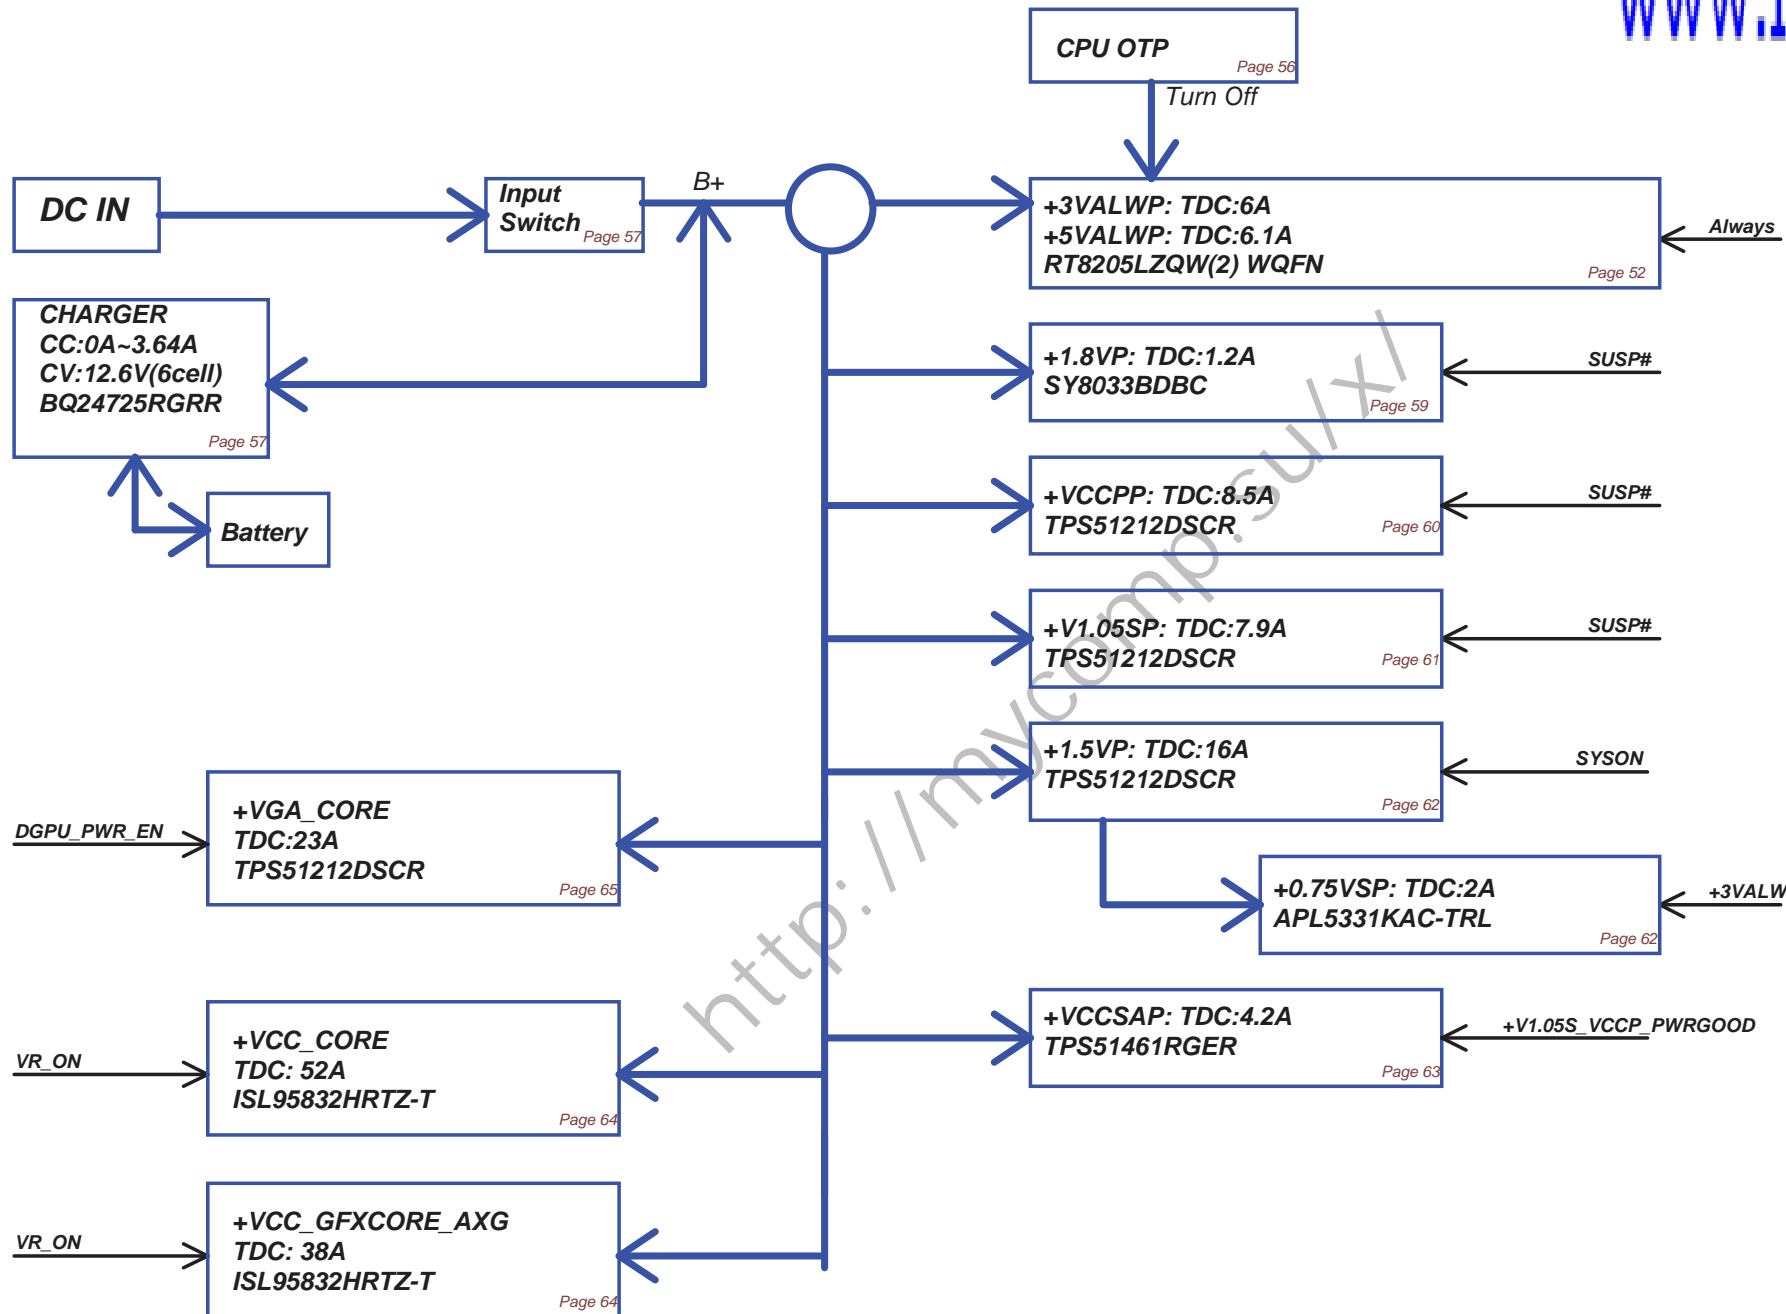 CPU OTP
Page 56
Turn Off
DC IN
Input
Switch
Page 57
B+
+3VALWP: TDC:6A
+5VALWP: TDC:6.1A
RT8205LZQW(2) WQFN
Page 52
Always
CHARGER
CC:0A~3.64A
CV:12.6V(6cell)
BQ24725RGRR
Page 57
Battery
+1.8VP: TDC:1.2A
SY8033BDBC
Page 59
SUSP#
+VCCPP: TDC:8.5A
TPS51212DSCR
Page 60
SUSP#
+V1.05SP: TDC:7.9A
TPS51212DSCR
Page 61
SUSP#
+1.5VP: TDC:16A
TPS51212DSCR
Page 62
SYSON
DGPU_PWR_EN
+VGA_CORE
TDC:23A
TPS51212DSCR
Page 65
+0.75VSP: TDC:2A
APL5331KAC-TRL
Page 62
+3VALW
VR_ON
+VCC_CORE
TDC: 52A
ISL95832HRTZ-T
Page 64
+VCCSAP: TDC:4.2A
TPS51461RGER
Page 63
+V1.05S_VCCP_PWRGOOD
VR_ON
+VCC_GFXCORE_AXG
TDC: 38A
ISL95832HRTZ-T
Page 64
http://mycomp.su/x/